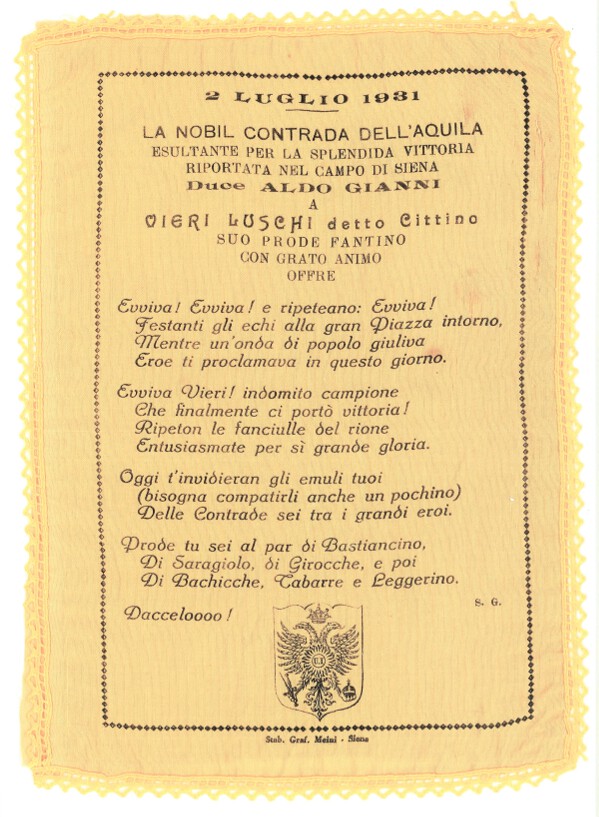 2 LUGLIO 1931
LA NOBIL CONTRADA DELL'AQUILA
ESULTANTE PER LA SPLENDIDA VITTORIA
RIPORTATA NEL CAMPO DI SIENA
Duce ALDO GIANNI
A
VIERI LUSCHI detto Cittino
SUO PRODE FANTINO
CON GRATO ANIMO
OFFRE
Evviva! Evviva! e ripeteano: Evviva!
Festanti gli echi alla gran Piazza intorno,
Mentre un'onda di popolo giuliva
Eroe ti proclamava in questo giorno.
Evviva Vieri! indomito campione
Che finalmente ci portò vittoria!
Ripeton le fanciulle del rione
Entusiasmate per sì grande gloria.
Oggi t'invidieran gli emuli tuoi
(bisogna compatirli anche un pochino)
Delle Contrade sei tra i grandi eroi.
Prode tu sei al par di Bastiancino,
Di Saragiolo, di Girocche, e poi
Di Bachicche, Tabarre e Leggerino.
S. G.
Dacceloooo!
Stab. Graf. Meini - Siena